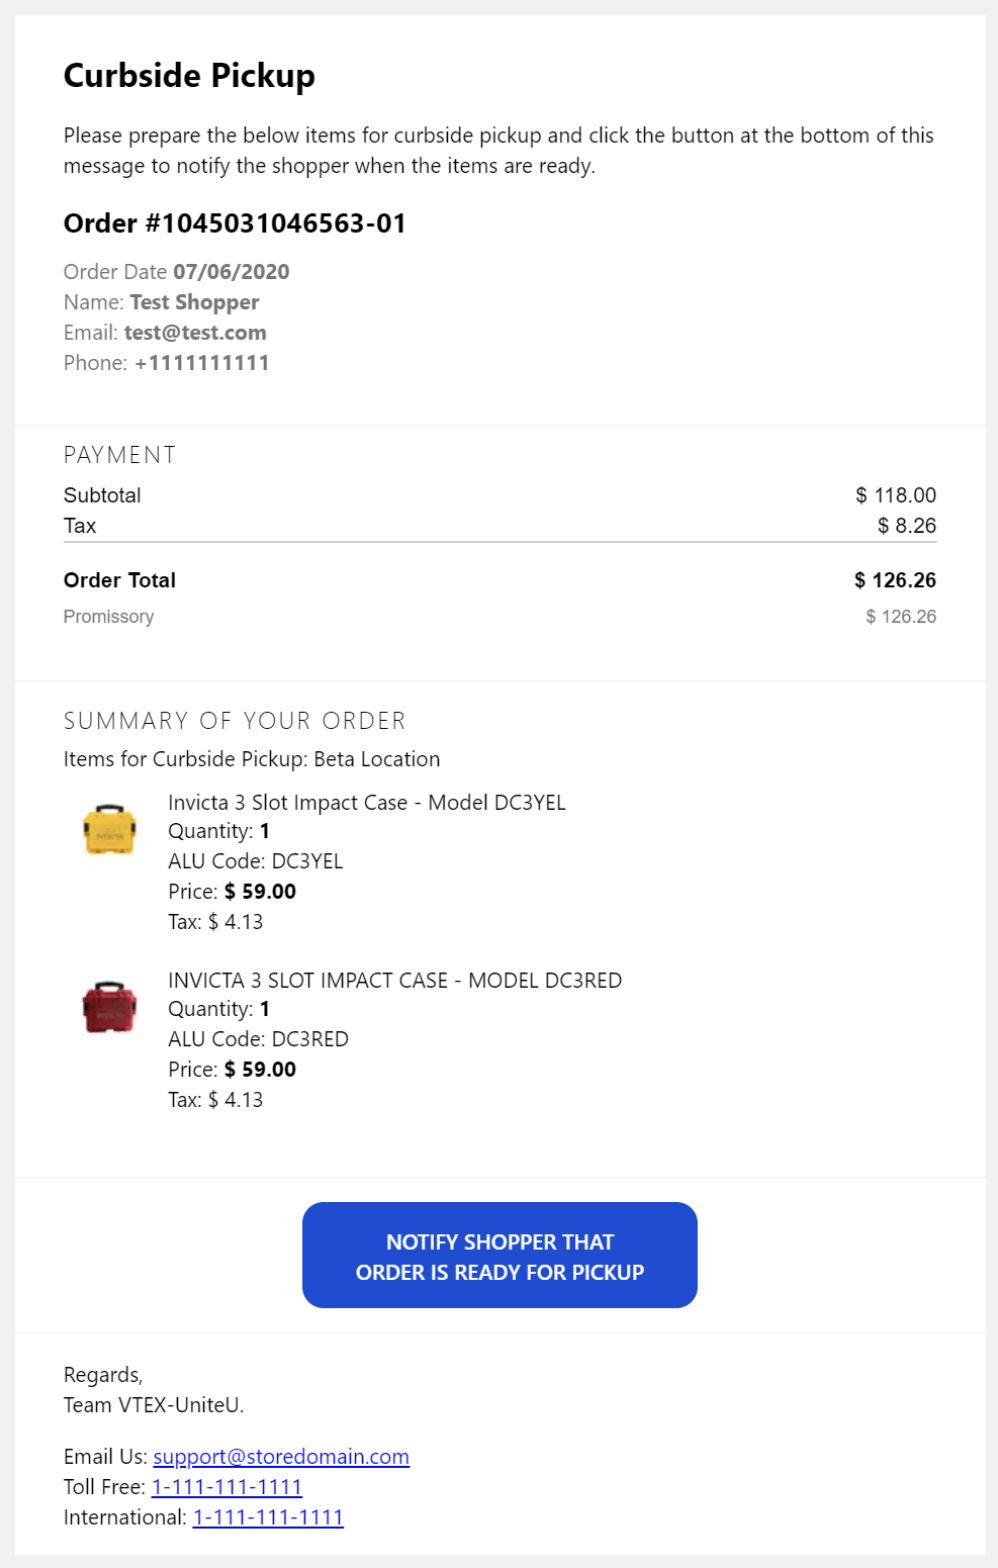 Curbside Pickup
Please prepare the below items for curbside pickup and click the button at the bottom of this
message to notify the shopper when the items are ready.
Order #1045031046563-01
Order Date 07/06/2020
Name: Test Shopper
Email: test@test.com
Phone: +1111111111
PAYMENT
Subtotal $ 118.00
Tax $ 8.26
Order Total $ 126.26
Promissory $ 126.26
SUMMARY OF YOUR ORDER
Items for Curbside Pickup: Beta Location
Invicta 3 Slot Impact Case - Model DC3YEL
Quantity: 1
ALU Code: DC3YEL
Price: $ 59.00
Tax: $ 4.13
INVICTA 3 SLOT IMPACT CASE - MODEL DC3RED
Quantity: 1
ALU Code: DC3RED
Price: $ 59.00
Tax: $ 4.13
NOTIFY SHOPPER THAT
ORDER IS READY FOR PICKUP
Regards,
Team VTEX-UniteU.
Email Us: support@storedomain.com
Toll Free: 1-111-111-1111
International: 1-111-111-1111